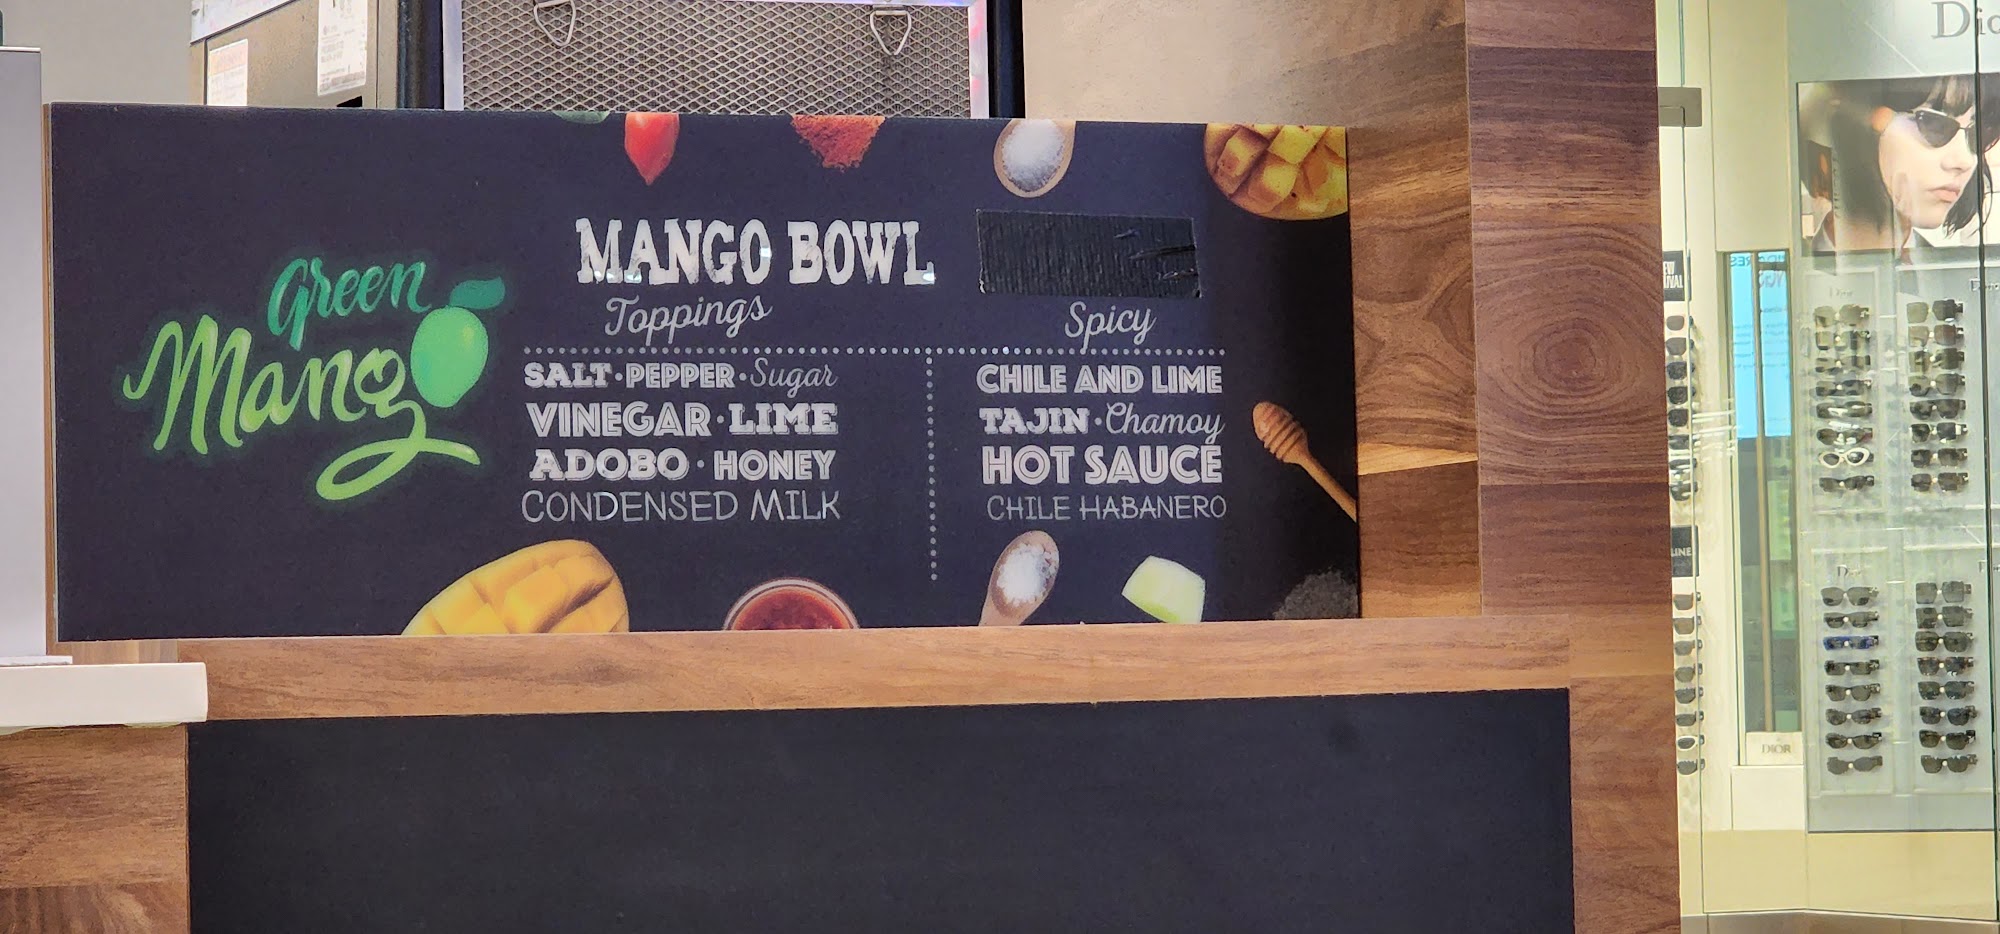 Green
Mango
MANGO BOWL
Toppings
SALT · PEPPER · Sugar
VINEGAR · LIME
ADOBO · HONEY
CONDENSED MILK
Spicy
CHILE AND LIME
TAJIN · Chamoy
HOT SAUCE
CHILE HABANERO
Dior
DIOR